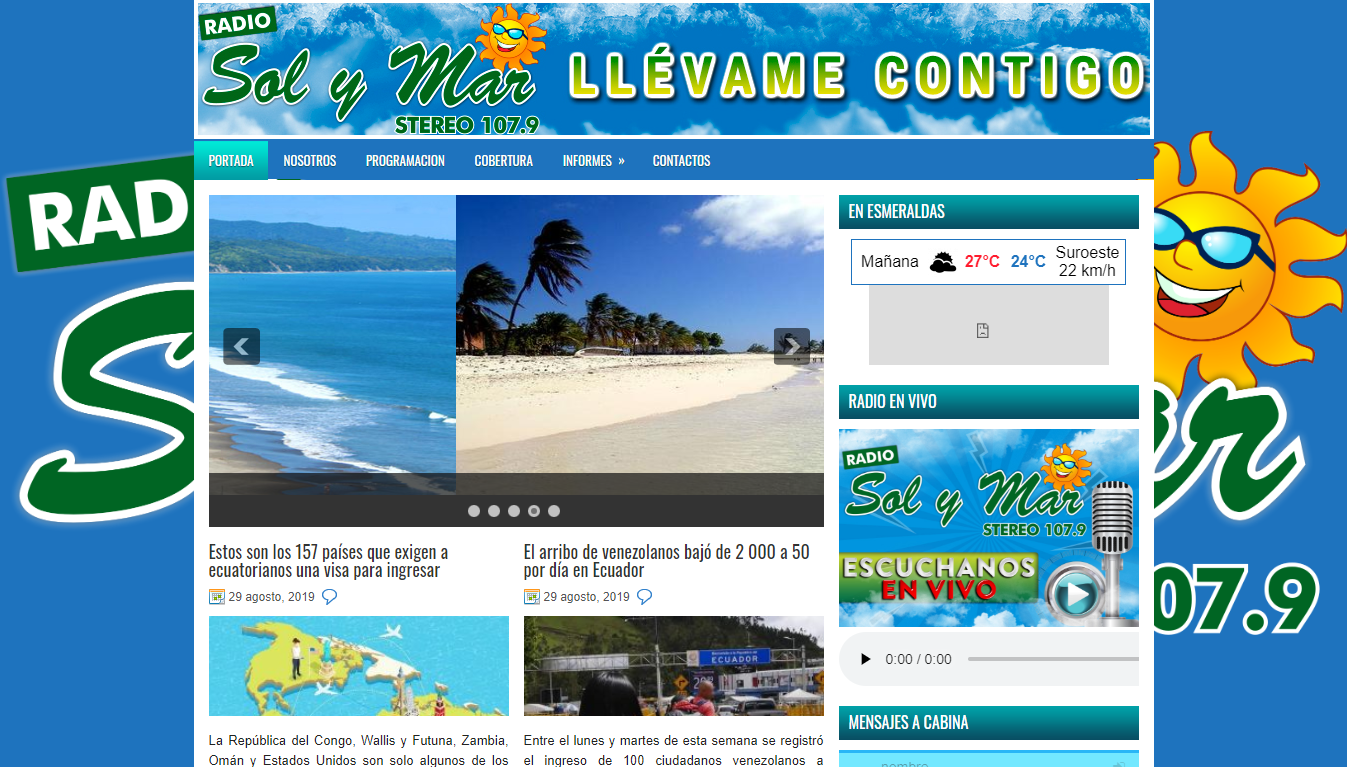 RADIO
Sol y Mar
STEREO 107.9
LLÉVAME CONTIGO
PORTADA NOSOTROS PROGRAMACION COBERTURA INFORMES » CONTACTOS
RAD
S
ar
07.9
EN ESMERALDAS
Mañana 27°C 24°C Suroeste
22 km/h
RADIO EN VIVO
RADIO
Sol y Mar
STEREO 107.9
ESCUCHANOS
EN VIVO
0:00 / 0:00
MENSAJES A CABINA
nombre
Estos son los 157 países que exigen a
ecuatorianos una visa para ingresar
29 agosto, 2019
La República del Congo, Wallis y Futuna, Zambia,
Omán y Estados Unidos son solo algunos de los
El arribo de venezolanos bajó de 2 000 a 50
por día en Ecuador
29 agosto, 2019
ECUADOR
Entre el lunes y martes de esta semana se registró
el ingreso de 100 ciudadanos venezolanos a